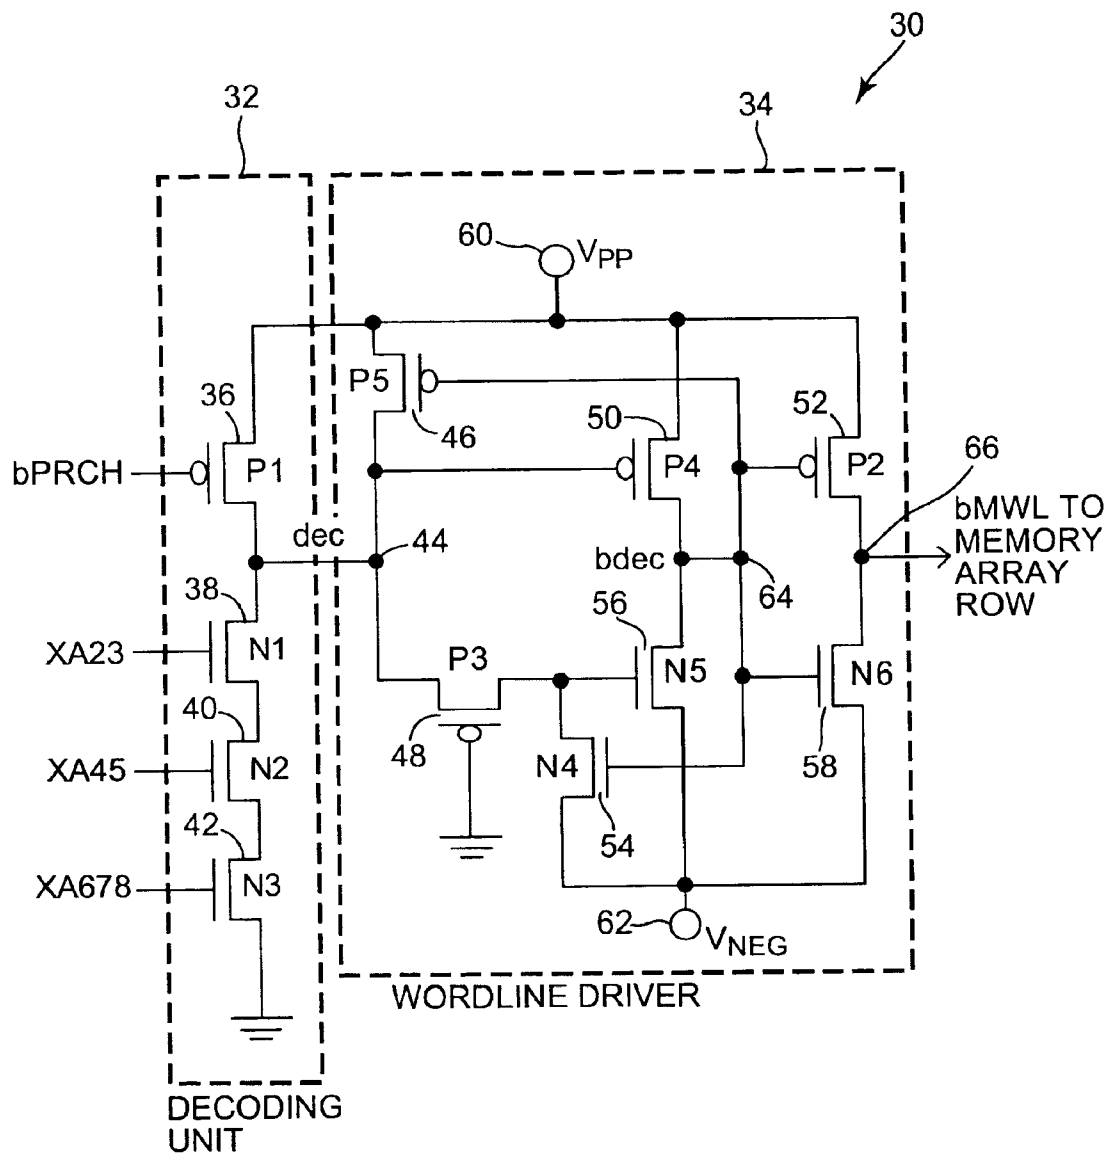 30
32
34
60
VPP
P5
36
46
50
52
bPRCH
P1
P4
P2
66
dec
44
bdec
64
bMWL TO
MEMORY
ARRAY
ROW
38
56
XA23
N1
P3
N5
N6
40
48
58
XA45
N2
N4
54
42
XA678
N3
62
VNEG
WORDLINE DRIVER
DECODING
UNIT